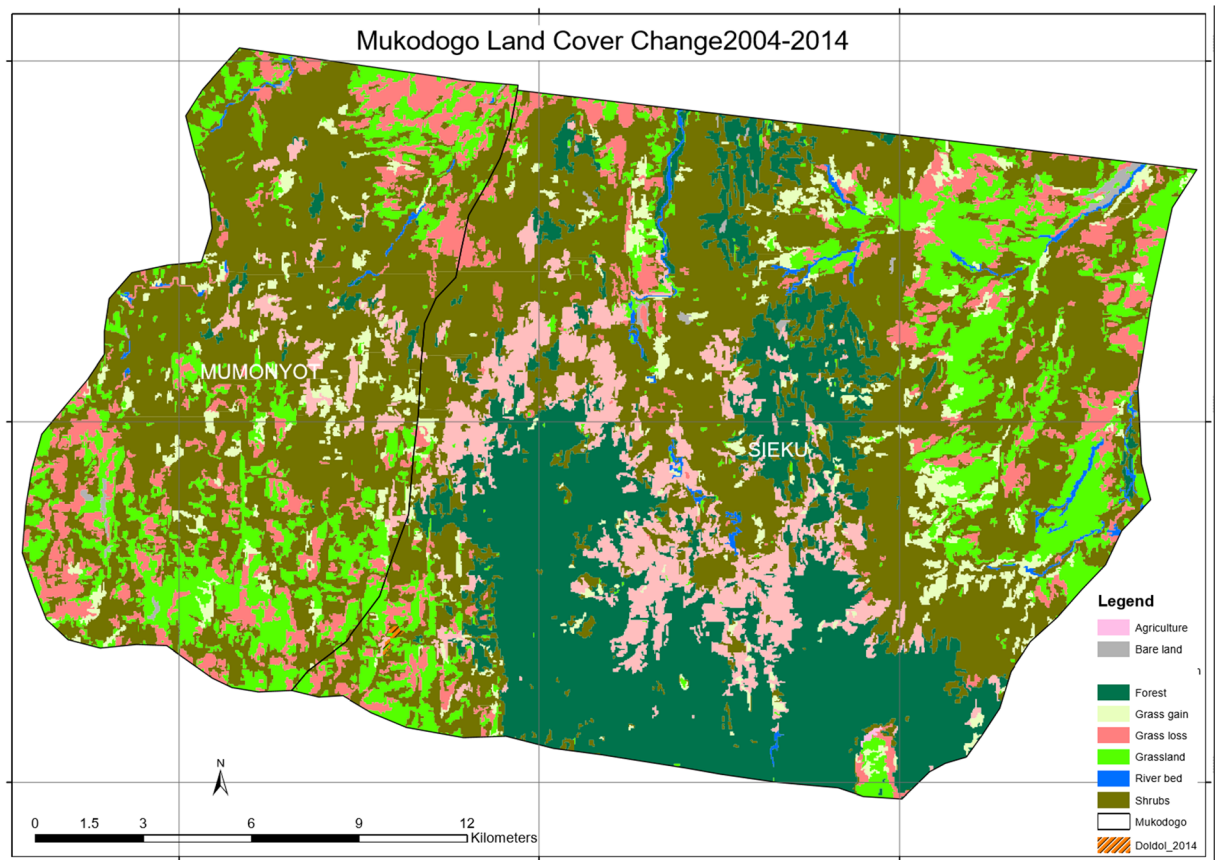 Mukodogo Land Cover Change2004-2014
MUMONYOT
SIEKU
Legend
Agriculture
Bare land
Forest
Grass gain
Grass loss
Grassland
River bed
Shrubs
Mukodogo
Doldol_2014
N
0 1.5 3 6 9 12
Kilometers